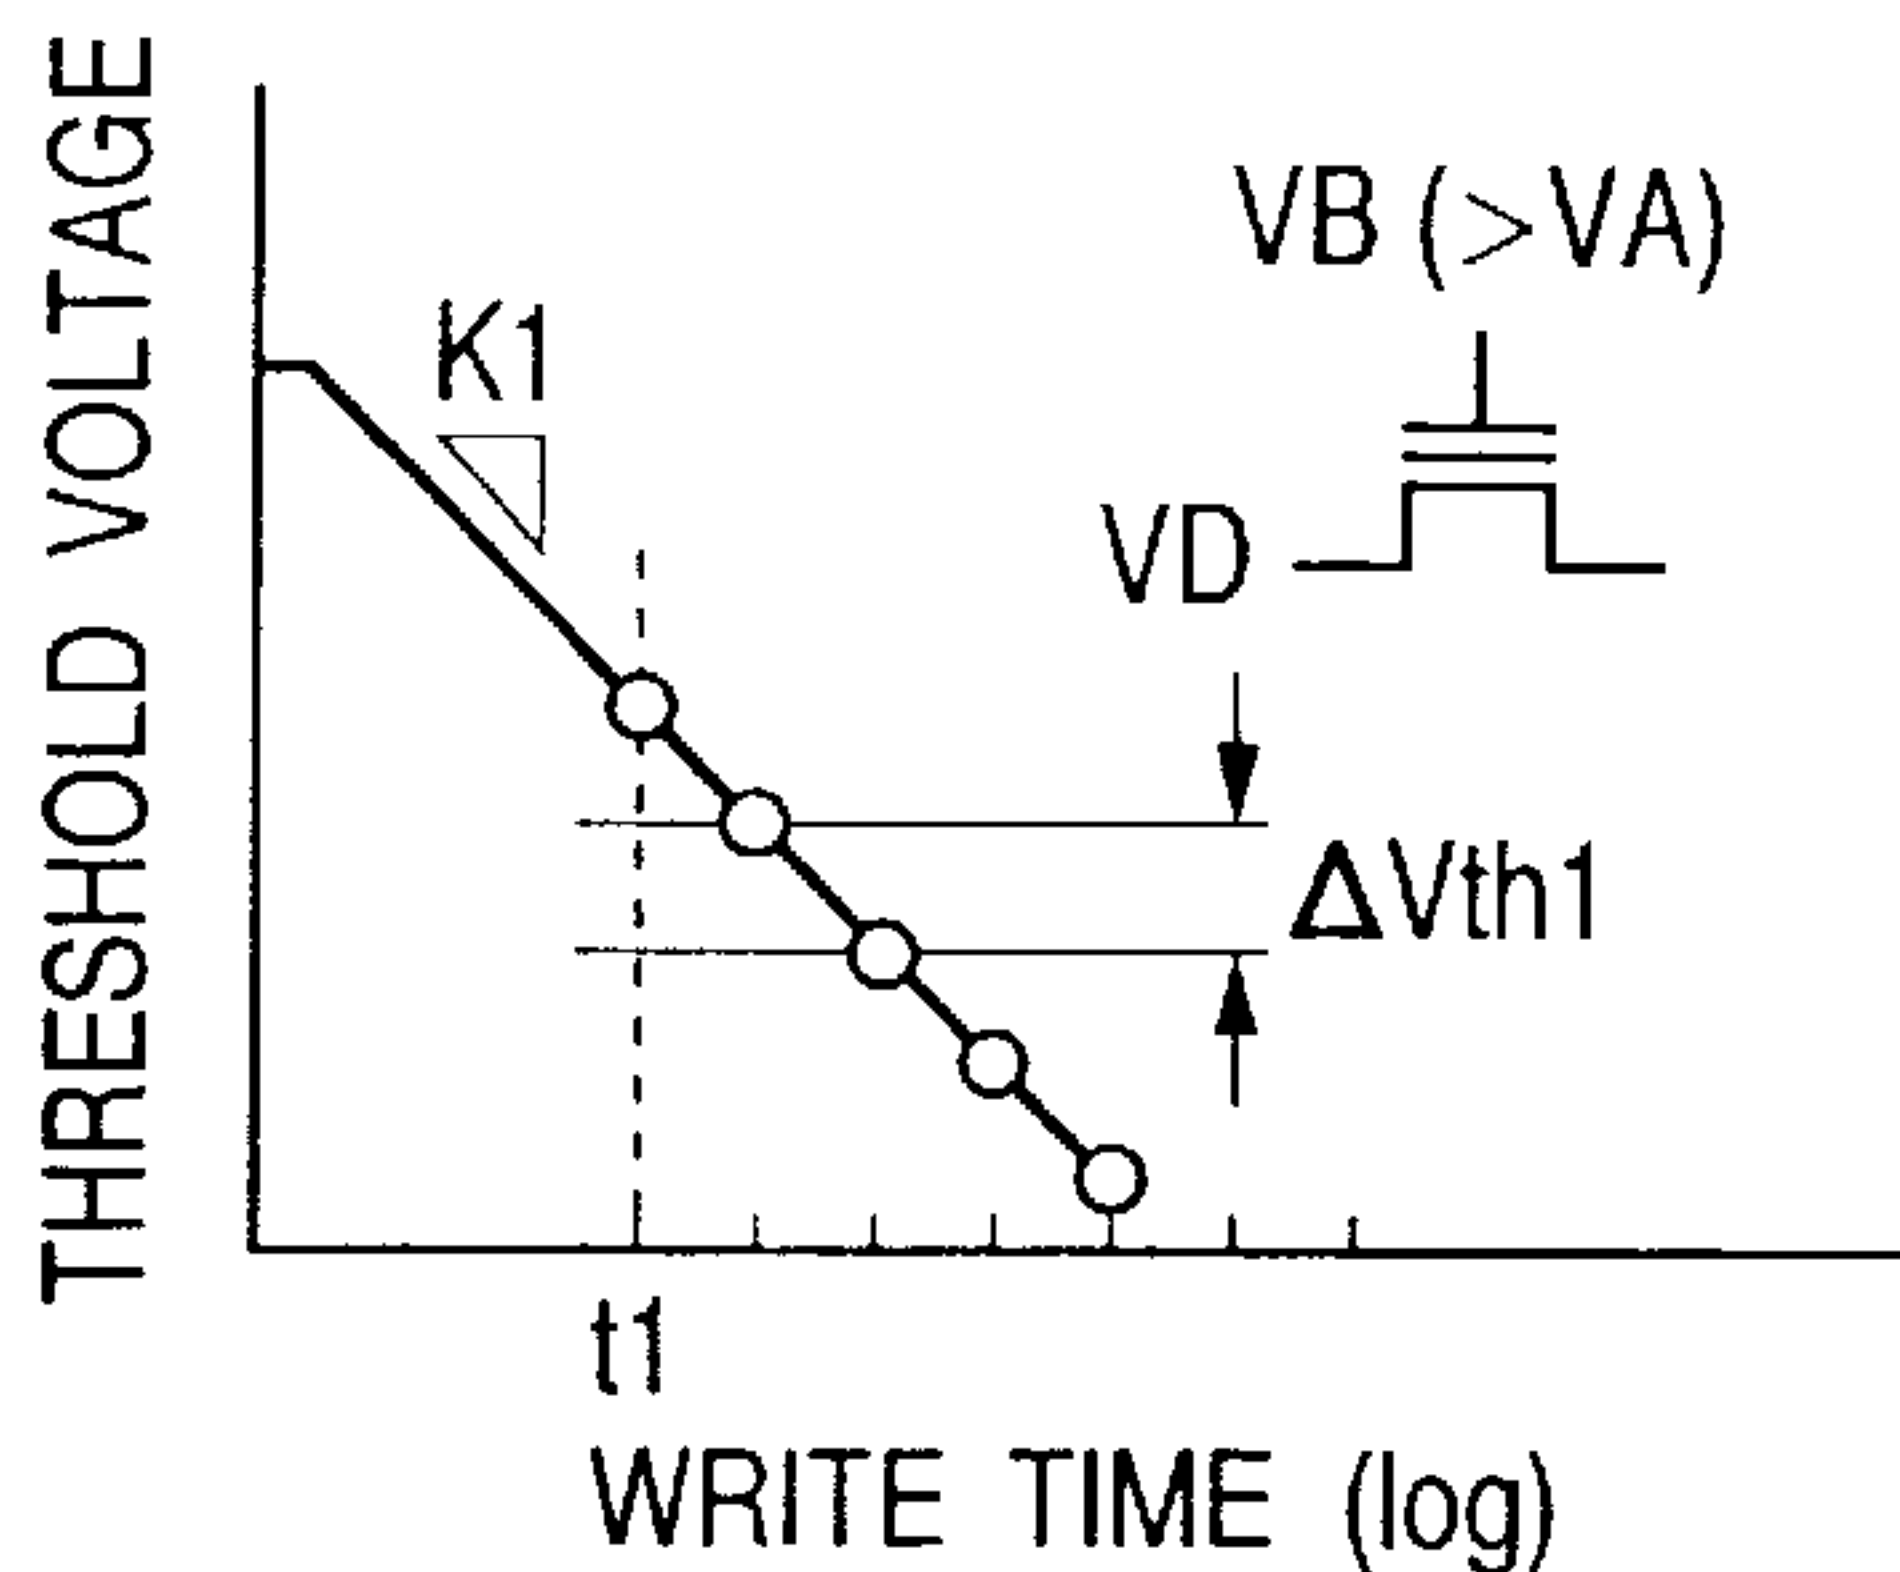 THRESHOLD VOLTAGE
K1
VB (>VA)
VD
ΔVth1
t1
WRITE TIME (log)